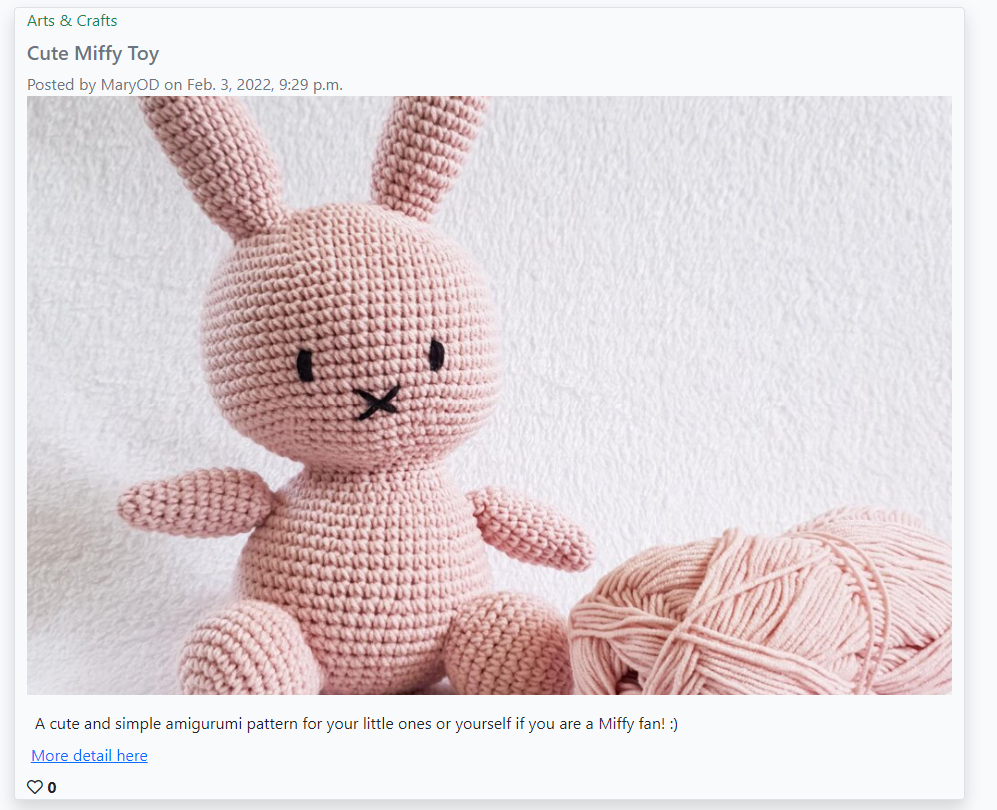 Arts & Crafts
Cute Miffy Toy
Posted by MaryOD on Feb. 3, 2022, 9:29 p.m.
A cute and simple amigurumi pattern for your little ones or yourself if you are a Miffy fan! :)
More detail here
0